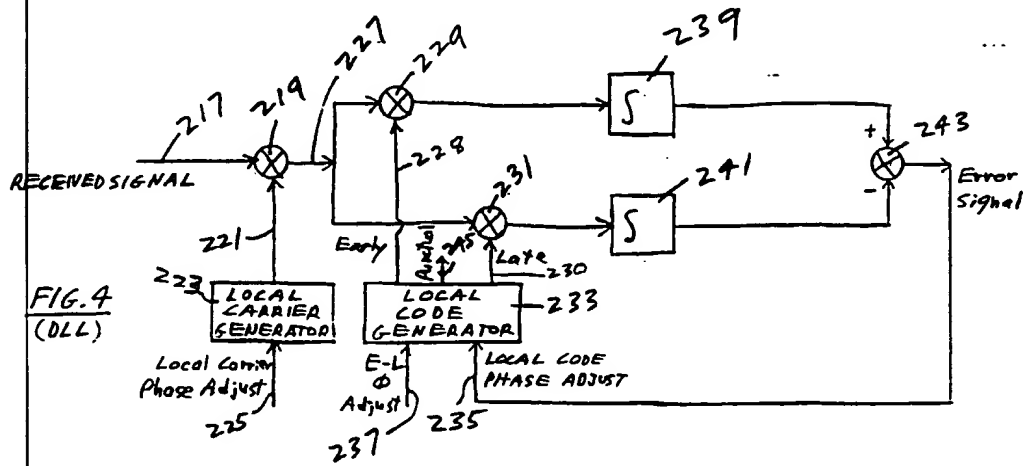 239
229
227
219
217
243
+
RECEIVED SIGNAL
∫
228
231
241
-
Error
Signal
∫
221
Early
Punctual
245
Late
230
223
LOCAL
CARRIER
GENERATOR
LOCAL
CODE
GENERATOR
233
FIG. 4
(DLL)
Local Carrier
Phase Adjust
E-L
Φ
Adjust
LOCAL CODE
PHASE ADJUST
225
237
235